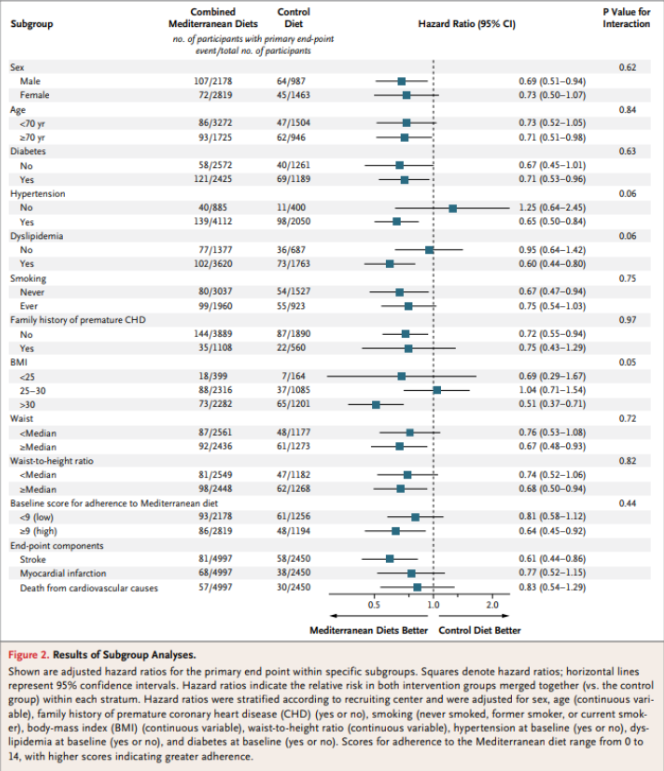 Subgroup Combined Mediterranean Diets Control Diet Hazard Ratio (95% CI) P Value for Interaction
no. of participants with primary end-point event/total no. of participants
Sex 0.62
Male 107/2178 64/987 0.69 (0.51–0.94)
Female 72/2819 45/1463 0.73 (0.50–1.07)
Age 0.84
<70 yr 86/3272 47/1504 0.73 (0.52–1.05)
≥70 yr 93/1725 62/946 0.71 (0.51–0.98)
Diabetes 0.63
No 58/2572 40/1261 0.67 (0.45–1.01)
Yes 121/2425 69/1189 0.71 (0.53–0.96)
Hypertension 0.06
No 40/885 11/400 1.25 (0.64–2.45)
Yes 139/4112 98/2050 0.65 (0.50–0.84)
Dyslipidemia 0.06
No 77/1377 36/687 0.95 (0.64–1.42)
Yes 102/3620 73/1763 0.60 (0.44–0.80)
Smoking 0.75
Never 80/3037 54/1527 0.67 (0.47–0.94)
Ever 99/1960 55/923 0.75 (0.54–1.03)
Family history of premature CHD 0.97
No 144/3889 87/1890 0.72 (0.55–0.94)
Yes 35/1108 22/560 0.75 (0.43–1.29)
BMI 0.05
<25 18/399 7/164 0.69 (0.29–1.67)
25–30 88/2316 37/1085 1.04 (0.71–1.54)
>30 73/2282 65/1201 0.51 (0.37–0.71)
Waist 0.72
<Median 87/2561 48/1177 0.76 (0.53–1.08)
≥Median 92/2436 61/1273 0.67 (0.48–0.93)
Waist-to-height ratio 0.82
<Median 81/2549 47/1182 0.74 (0.52–1.06)
≥Median 98/2448 62/1268 0.68 (0.50–0.94)
Baseline score for adherence to Mediterranean diet 0.44
<9 (low) 93/2178 61/1256 0.81 (0.58–1.12)
≥9 (high) 86/2819 48/1194 0.64 (0.45–0.92)
End-point components
Stroke 81/4997 58/2450 0.61 (0.44–0.86)
Myocardial infarction 68/4997 38/2450 0.77 (0.52–1.15)
Death from cardiovascular causes 57/4997 30/2450 0.83 (0.54–1.29)
0.5 1.0 2.0
Mediterranean Diets Better Control Diet Better
Figure 2. Results of Subgroup Analyses.
Shown are adjusted hazard ratios for the primary end point within specific subgroups. Squares denote hazard ratios; horizontal lines
represent 95% confidence intervals. Hazard ratios indicate the relative risk in both intervention groups merged together (vs. the control
group) within each stratum. Hazard ratios were stratified according to recruiting center and were adjusted for sex, age (continuous vari-
able), family history of premature coronary heart disease (CHD) (yes or no), smoking (never smoked, former smoker, or current smok-
er), body-mass index (BMI) (continuous variable), waist-to-height ratio (continuous variable), hypertension at baseline (yes or no), dys-
lipidemia at baseline (yes or no), and diabetes at baseline (yes or no). Scores for adherence to the Mediterranean diet range from 0 to
14, with higher scores indicating greater adherence.